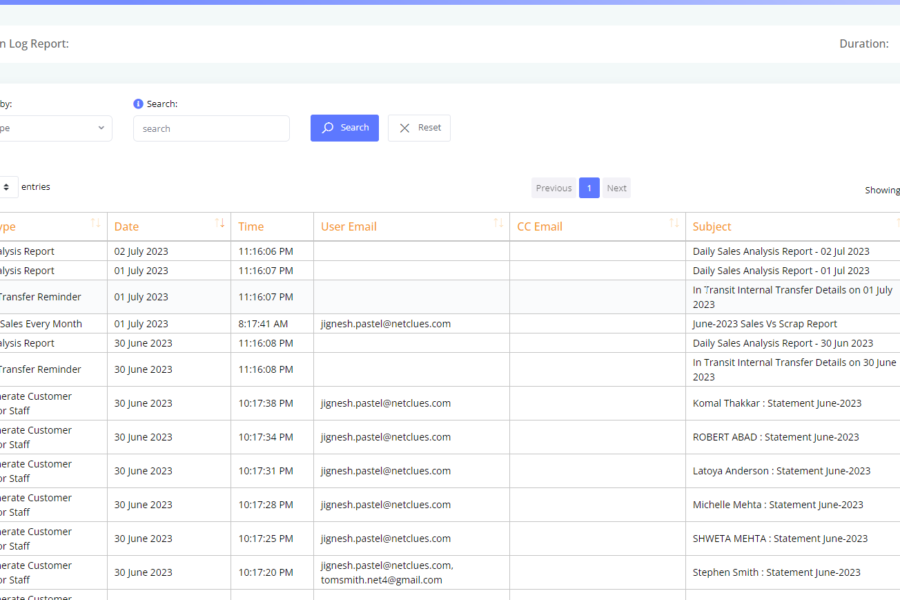 n Log Report: Duration:
by: Search:
pe search Search Reset
entries Previous 1 Next Showing
ype Date Time User Email CC Email Subject
alysis Report 02 July 2023 11:16:06 PM Daily Sales Analysis Report - 02 Jul 2023
alysis Report 01 July 2023 11:16:07 PM Daily Sales Analysis Report - 01 Jul 2023
Transfer Reminder 01 July 2023 11:16:07 PM In Transit Internal Transfer Details on 01 July
2023
Sales Every Month 01 July 2023 8:17:41 AM jignesh.pastel@netclues.com June-2023 Sales Vs Scrap Report
alysis Report 30 June 2023 11:16:08 PM Daily Sales Analysis Report - 30 Jun 2023
Transfer Reminder 30 June 2023 11:16:08 PM In Transit Internal Transfer Details on 30 June
2023
nerate Customer
or Staff 30 June 2023 10:17:38 PM jignesh.pastel@netclues.com Komal Thakkar : Statement June-2023
nerate Customer
or Staff 30 June 2023 10:17:34 PM jignesh.pastel@netclues.com ROBERT ABAD : Statement June-2023
nerate Customer
or Staff 30 June 2023 10:17:31 PM jignesh.pastel@netclues.com Latoya Anderson : Statement June-2023
nerate Customer
or Staff 30 June 2023 10:17:28 PM jignesh.pastel@netclues.com Michelle Mehta : Statement June-2023
nerate Customer
or Staff 30 June 2023 10:17:25 PM jignesh.pastel@netclues.com SHWETA MEHTA : Statement June-2023
nerate Customer
or Staff 30 June 2023 10:17:20 PM jignesh.pastel@netclues.com,
tomsmith.net4@gmail.com Stephen Smith : Statement June-2023
nerate Customer